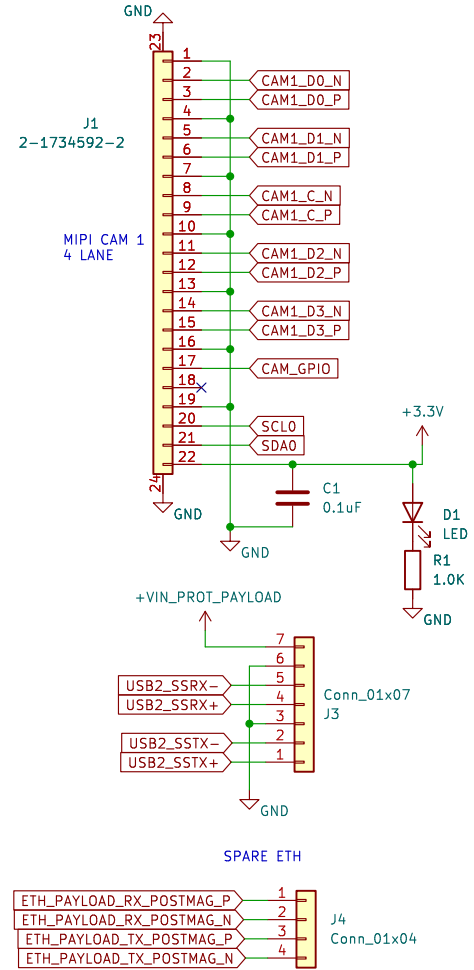 GND
23
1
2 CAM1_D0_N
3 CAM1_D0_P
J1
2-1734592-2
4
5 CAM1_D1_N
6 CAM1_D1_P
7
8 CAM1_C_N
9 CAM1_C_P
MIPI CAM 1
4 LANE
10
11 CAM1_D2_N
12 CAM1_D2_P
13
14 CAM1_D3_N
15 CAM1_D3_P
16
17 CAM_GPIO
18
19
20 SCL0
21 SDA0
22
24
GND
+3.3V
C1
0.1uF
GND
D1
LED
R1
1.0K
GND
+VIN_PROT_PAYLOAD
7
6
USB2_SSRX- 5
USB2_SSRX+ 4
3
USB2_SSTX- 2
USB2_SSTX+ 1
Conn_01x07
J3
GND
SPARE ETH
ETH_PAYLOAD_RX_POSTMAG_P 1
ETH_PAYLOAD_RX_POSTMAG_N 2
ETH_PAYLOAD_TX_POSTMAG_P 3
ETH_PAYLOAD_TX_POSTMAG_N 4
J4
Conn_01x04